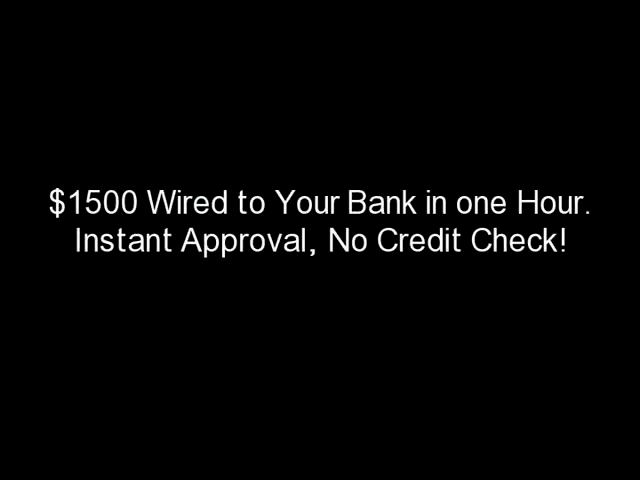 $1500 Wired to Your Bank in one Hour.
Instant Approval, No Credit Check!